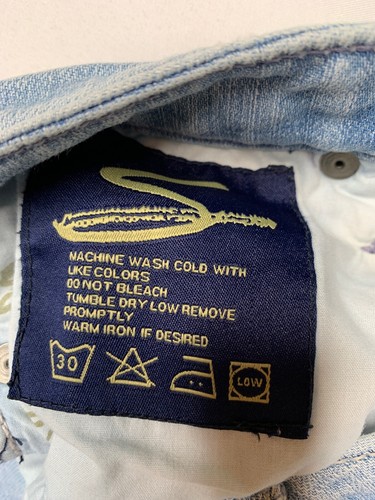 MACHINE WASH COLD WITH
LIKE COLORS
DO NOT BLEACH
TUMBLE DRY LOW REMOVE
PROMPTLY
WARM IRON IF DESIRED
30
LOW